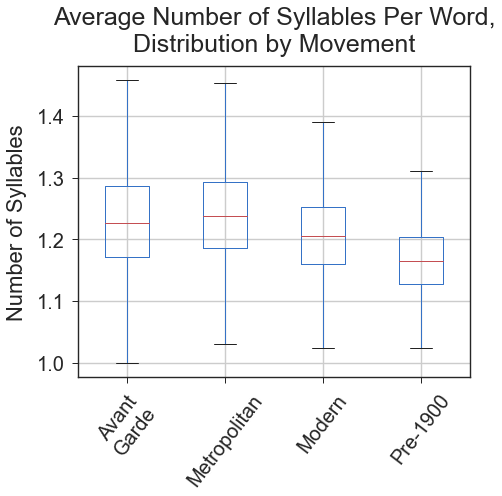 Average Number of Syllables Per Word,
Distribution by Movement
Number of Syllables
1.4
1.3
1.2
1.1
1.0
Avant
Garde
Metropolitan
Modern
Pre-1900